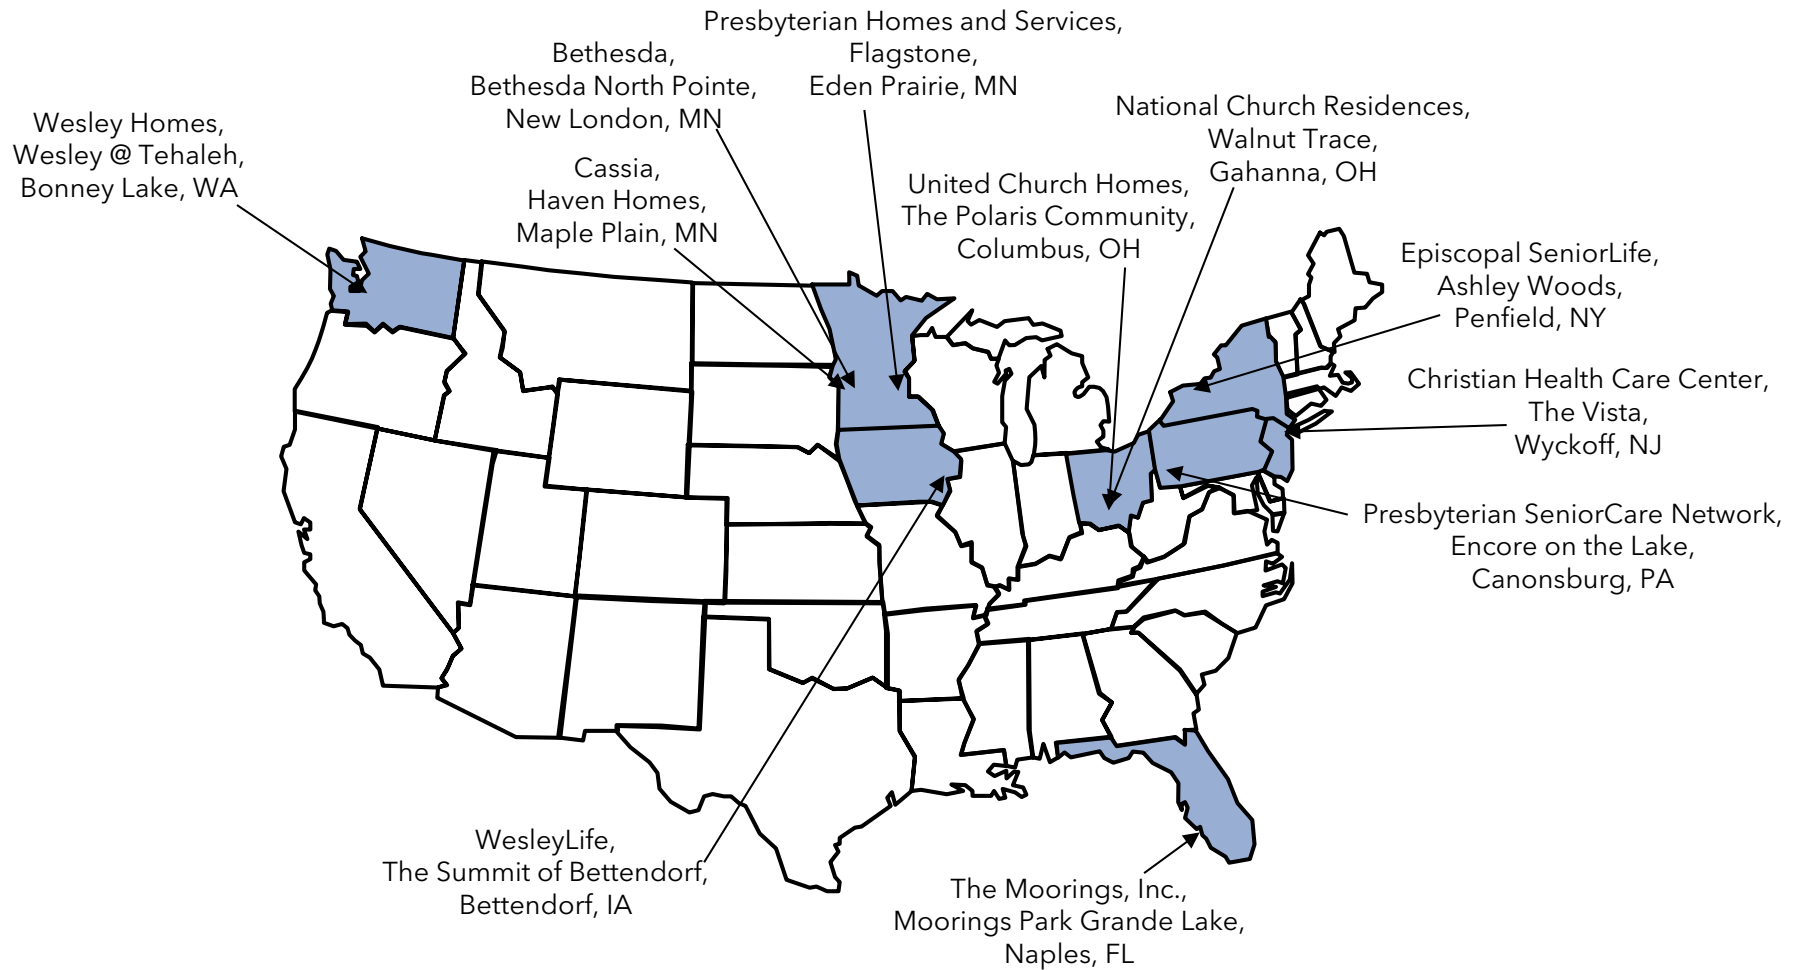 Presbyterian Homes and Services,
Flagstone,
Eden Prairie, MN
Bethesda,
Bethesda North Pointe,
New London, MN
National Church Residences,
Walnut Trace,
Gahanna, OH
Wesley Homes,
Wesley @ Tehaleh,
Bonney Lake, WA
Cassia,
Haven Homes,
Maple Plain, MN
United Church Homes,
The Polaris Community,
Columbus, OH
Episcopal SeniorLife,
Ashley Woods,
Penfield, NY
Christian Health Care Center,
The Vista,
Wyckoff, NJ
Presbyterian SeniorCare Network,
Encore on the Lake,
Canonsburg, PA
WesleyLife,
The Summit of Bettendorf,
Bettendorf, IA
The Moorings, Inc.,
Moorings Park Grande Lake,
Naples, FL